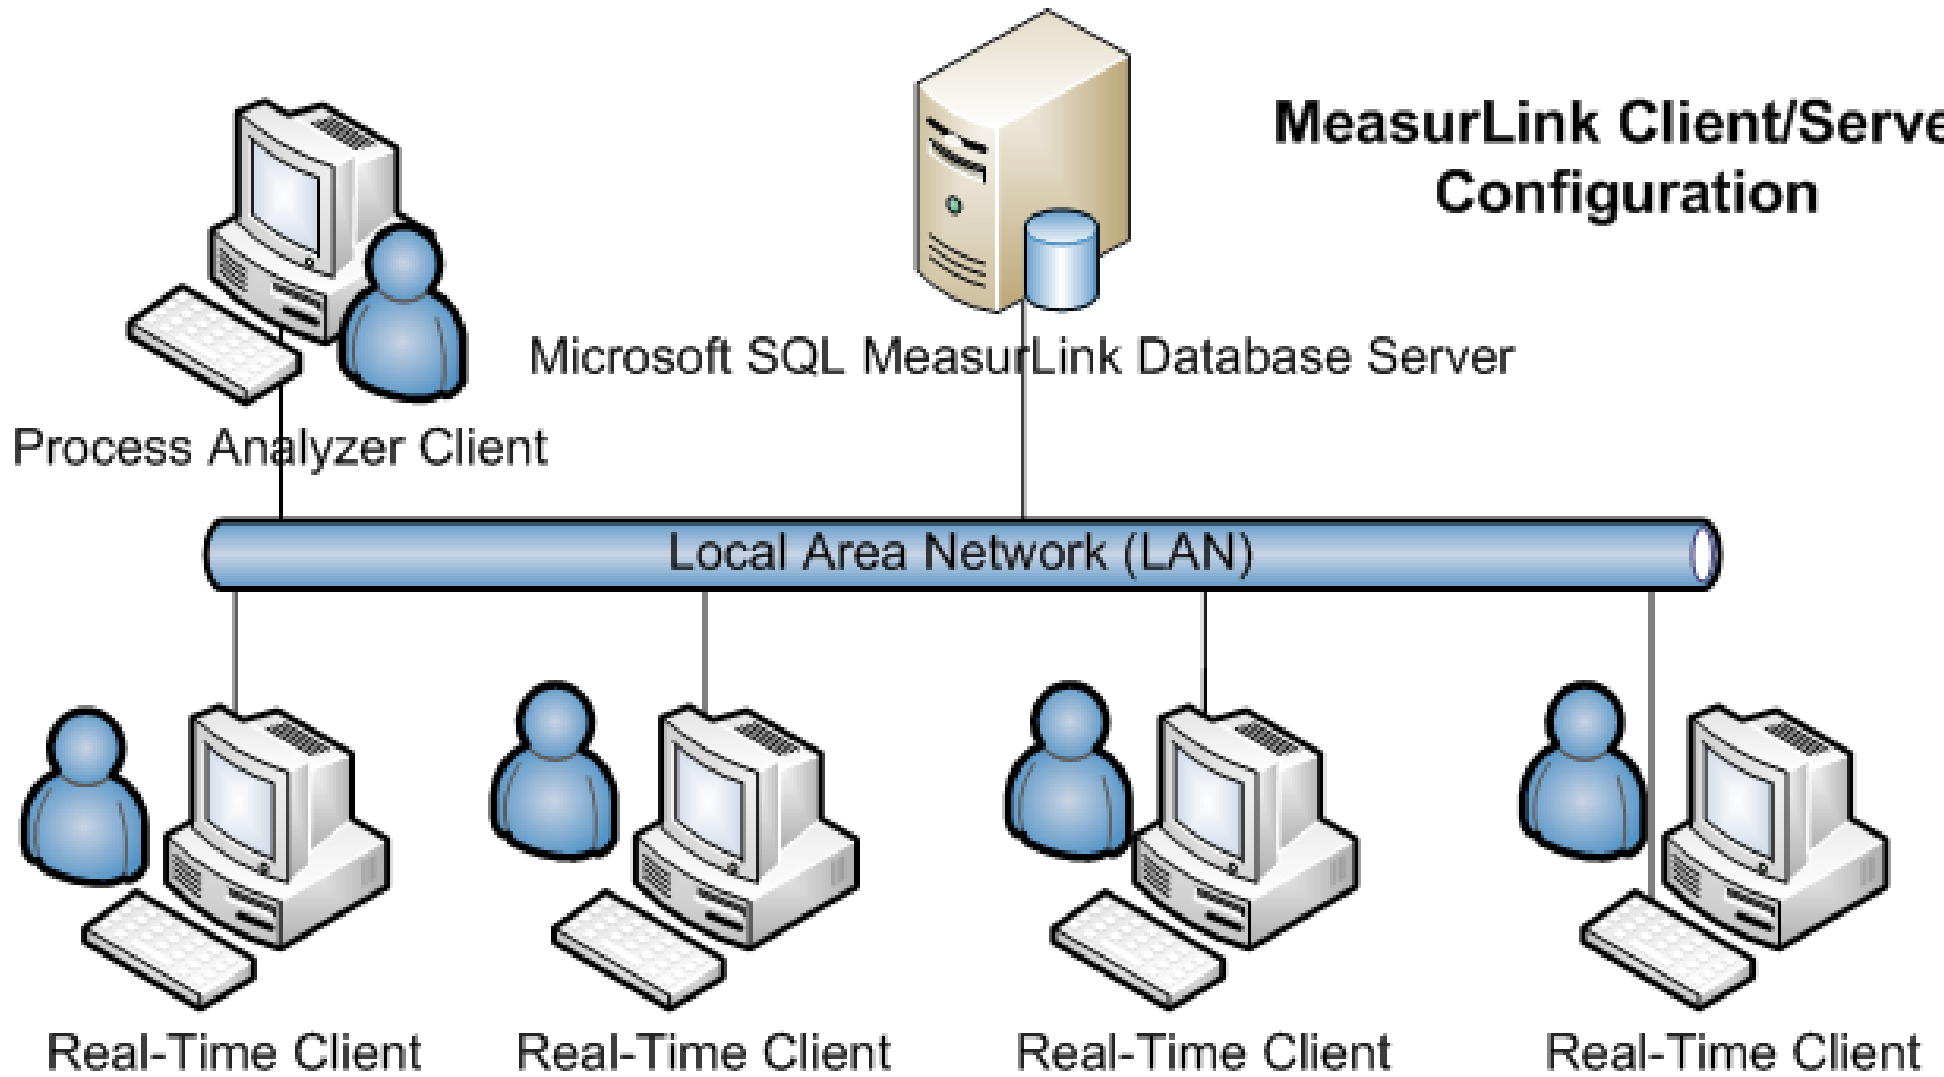 MeasurLink Client/Serve
Configuration
Microsoft SQL MeasurLink Database Server
Process Analyzer Client
Local Area Network (LAN)
Real-Time Client
Real-Time Client
Real-Time Client
Real-Time Client